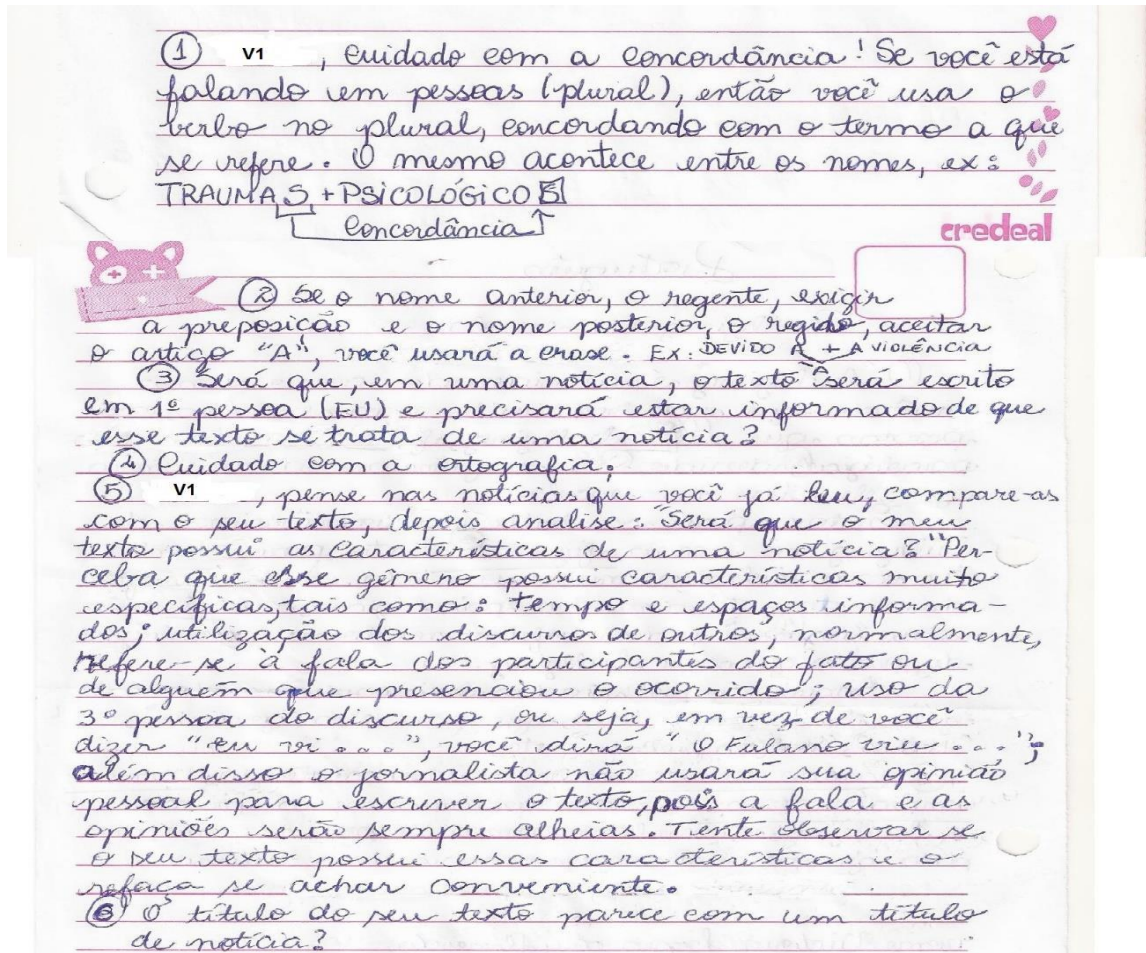 ① V1, cuidado com a concordância! Se você está
falando em pessoas (plural), então você usa o
verbo no plural, concordando com o termo a que
se refere. O mesmo acontece entre os nomes, ex:
TRAUMAS + PSICOLÓGICOS
Concordância
credeal
② Se o nome anterior, o regente, exigir
a preposição e o nome posterior, o regido, aceitar
o artigo "A", você usará a crase. Ex: DEVIDO A + A VIOLÊNCIA
À
③ Será que, em uma notícia, o texto será escrito
em 1ª pessoa (EU) e precisará estar informado de que
esse texto se trata de uma notícia?
④ Cuidado com a ortografia.
⑤ V1, pense nas notícias que você já leu, compare-as
com o seu texto, depois analise: "Será que o meu
texto possui as características de uma notícia?" Per-
ceba que esse gênero possui características muito
específicas, tais como: tempo e espaços informa-
dos; utilização dos discursos de outros, normalmente,
refere-se à fala dos participantes do fato ou
de alguém que presenciou o ocorrido; uso da
3º pessoa do discurso, ou seja, em vez de você
dizer "eu vi...", você dirá "O Fulano viu...";
além disso o jornalista não usará sua opinião
pessoal para escrever o texto, pois a fala e as
opiniões serão sempre alheias. Tente observar se
o seu texto possui essas características e o
refaça se achar conveniente.
⑥ O título do seu texto parece com um título
de notícia?